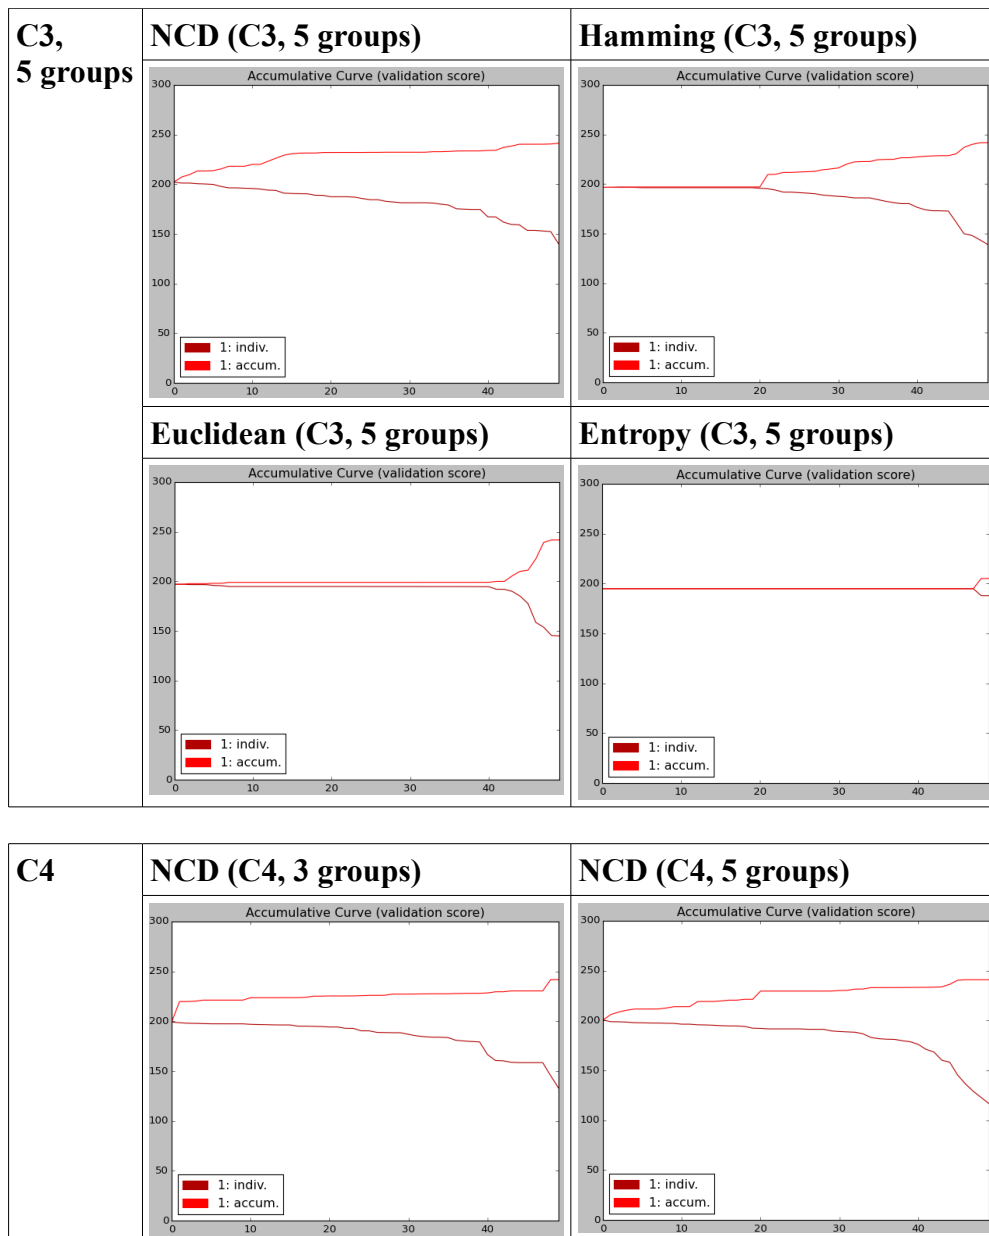 C3,
5 groups
NCD (C3, 5 groups)
Hamming (C3, 5 groups)
Accumulative Curve (validation score)
300
250
200
150
100
50
0
0 10 20 30 40
1: indiv.
1: accum.
Accumulative Curve (validation score)
300
250
200
150
100
50
0
0 10 20 30 40
1: indiv.
1: accum.
Euclidean (C3, 5 groups)
Entropy (C3, 5 groups)
Accumulative Curve (validation score)
300
250
200
150
100
50
0
0 10 20 30 40
1: indiv.
1: accum.
Accumulative Curve (validation score)
300
250
200
150
100
50
0
0 10 20 30 40
1: indiv.
1: accum.
C4
NCD (C4, 3 groups)
NCD (C4, 5 groups)
Accumulative Curve (validation score)
300
250
200
150
100
50
0
0 10 20 30 40
1: indiv.
1: accum.
Accumulative Curve (validation score)
300
250
200
150
100
50
0
0 10 20 30 40
1: indiv.
1: accum.